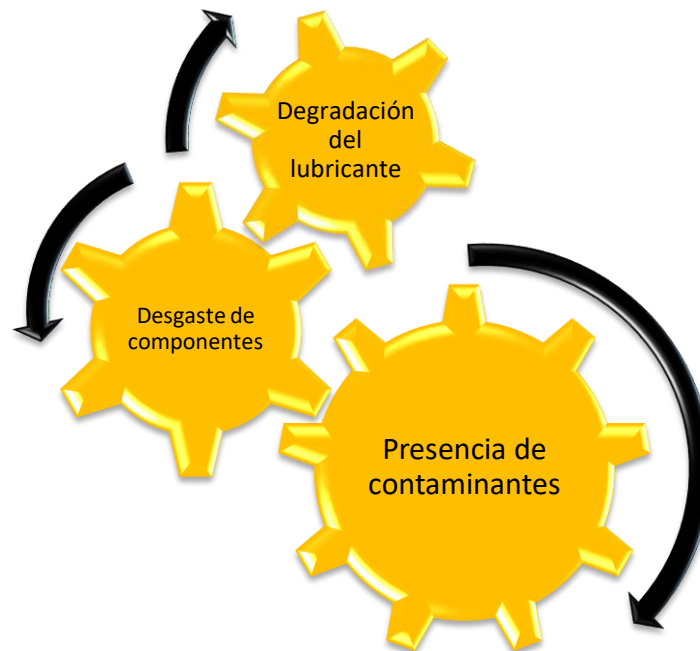 Degradación
del
lubricante
Desgaste de
componentes
Presencia de
contaminantes